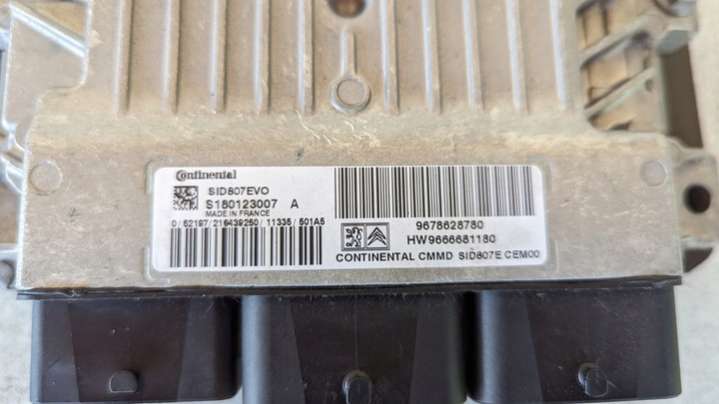 Continental
SID807EVO
S180123007 A
MADE IN FRANCE
0/52197/216439250/11335/501A5
9678628780
HW9666681180
CONTINENTAL CMMD SID807E CEM00